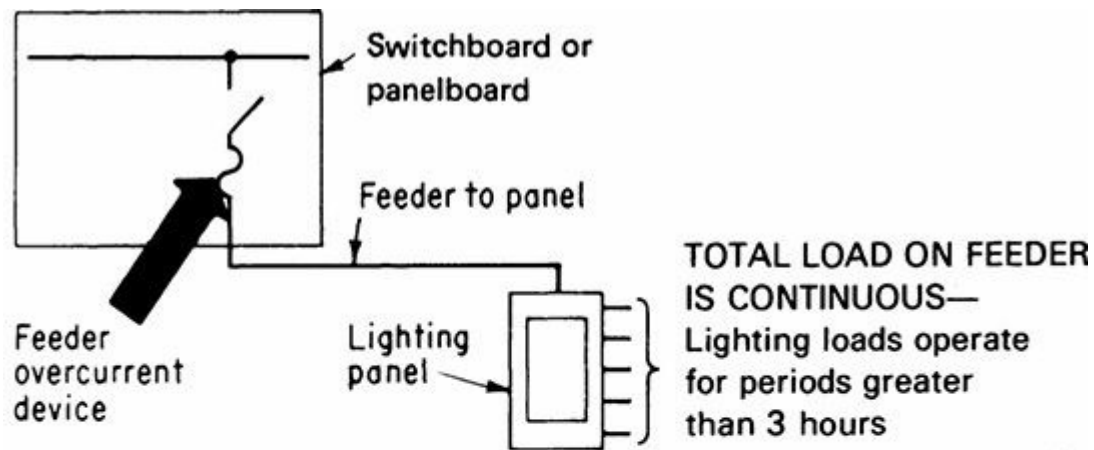 Switchboard or
panelboard
Feeder to panel
Feeder
overcurrent
device
Lighting
panel
TOTAL LOAD ON FEEDER
IS CONTINUOUS—
Lighting loads operate
for periods greater
than 3 hours